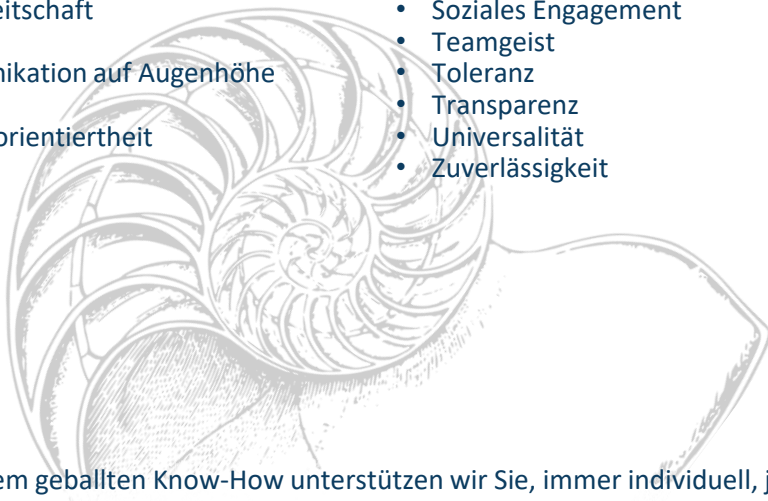 eitschaft
nikation auf Augenhöhe
orientiertheit
• Soziales Engagement
• Teamgeist
• Toleranz
• Transparenz
• Universalität
• Zuverlässigkeit
em geballten Know-How unterstützen wir Sie, immer individuell, j